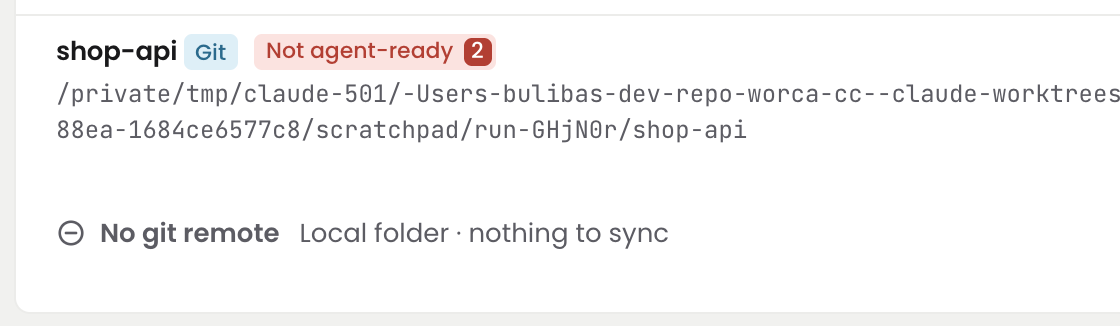 shop-api Git Not agent-ready 2
/private/tmp/claude-501/-Users-bulibas-dev-repo-worca-cc--claude-worktrees
88ea-1684ce6577c8/scratchpad/run-GHjN0r/shop-api
No git remote Local folder · nothing to sync